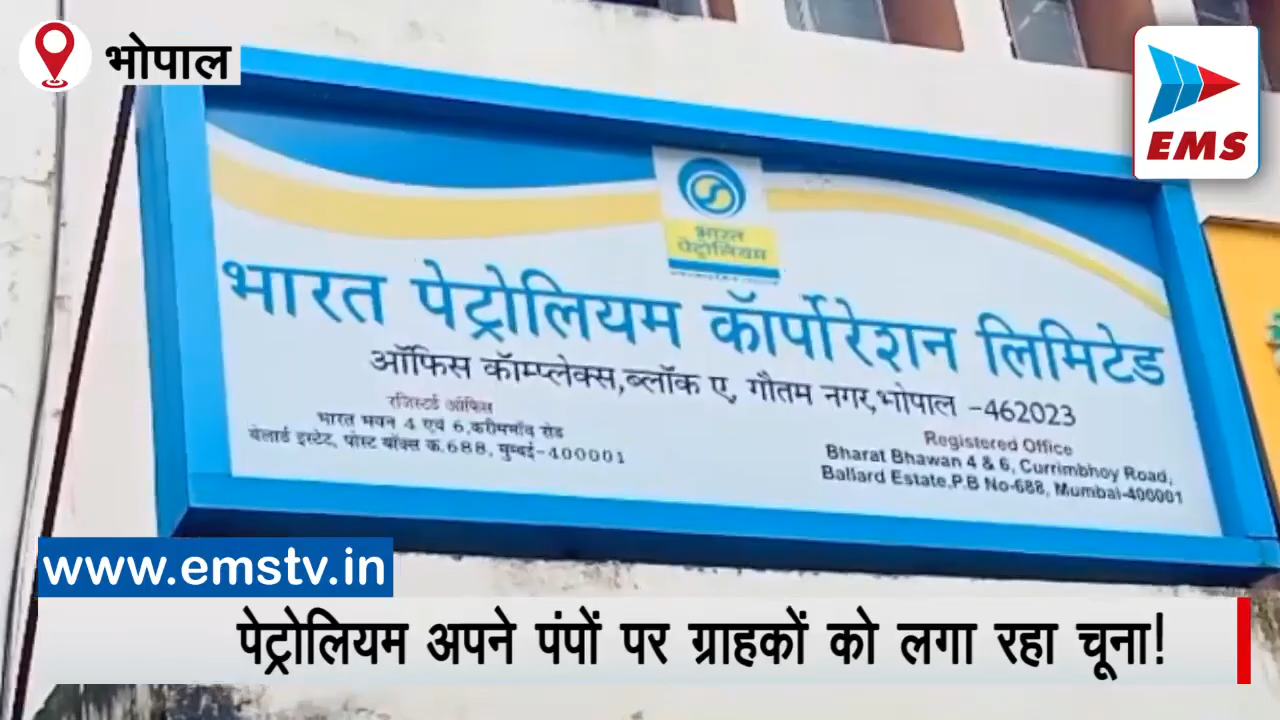 भोपाल
EMS
भारत
पेट्रोलियम
भारत पेट्रोलियम कॉर्पोरेशन लिमिटेड
ऑफिस कॉम्प्लेक्स,ब्लॉक ए, गौतम नगर,भोपाल -462023
रजिस्टर्ड ऑफिस
भारत भवन 4 एवं 6,करीमभॉय रोड
बेलार्ड इस्टेट, पोस्ट बॉक्स क्र.688, मुम्बई-400001
Registered Office
Bharat Bhawan 4 & 6, Currimbhoy Road,
Ballard Estate,P.B No-688, Mumbai-400001
www.emstv.in
पेट्रोलियम अपने पंपों पर ग्राहकों को लगा रहा चूना!